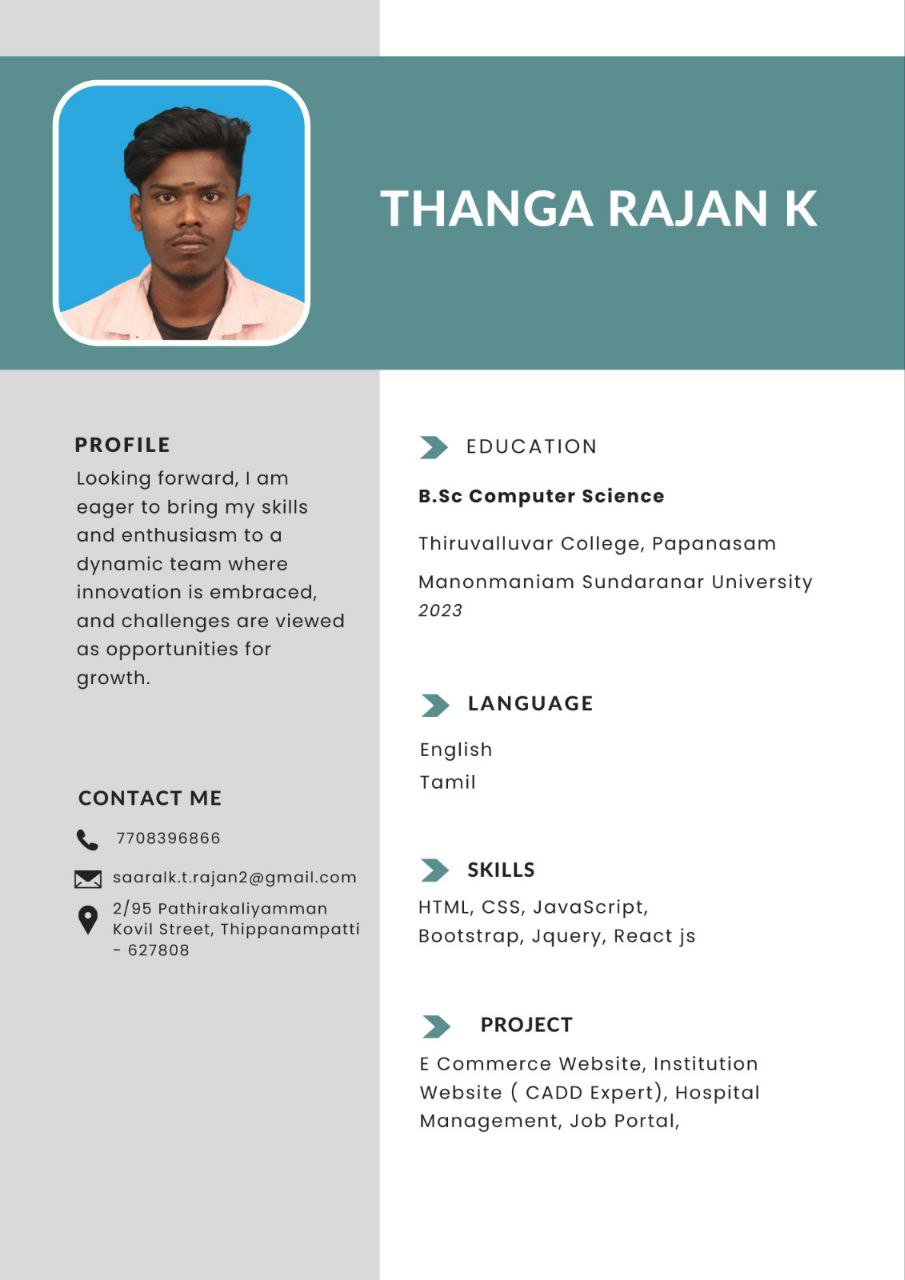 THANGA RAJAN K
PROFILE
Looking forward, I am
eager to bring my skills
and enthusiasm to a
dynamic team where
innovation is embraced,
and challenges are viewed
as opportunities for
growth.
CONTACT ME
7708396866
saaralk.t.rajan2@gmail.com
2/95 Pathirakaliyamman
Kovil Street, Thippanampatti
- 627808
EDUCATION
B.Sc Computer Science
Thiruvalluvar College, Papanasam
Manonmaniam Sundaranar University
2023
LANGUAGE
English
Tamil
SKILLS
HTML, CSS, JavaScript,
Bootstrap, Jquery, React js
PROJECT
E Commerce Website, Institution
Website ( CADD Expert), Hospital
Management, Job Portal,